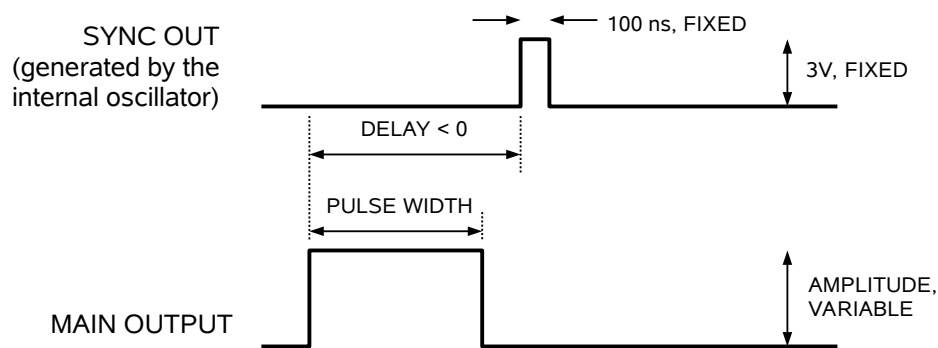 SYNC OUT
(generated by the
internal oscillator)
100 ns, FIXED
3V, FIXED
DELAY < 0
PULSE WIDTH
AMPLITUDE,
VARIABLE
MAIN OUTPUT